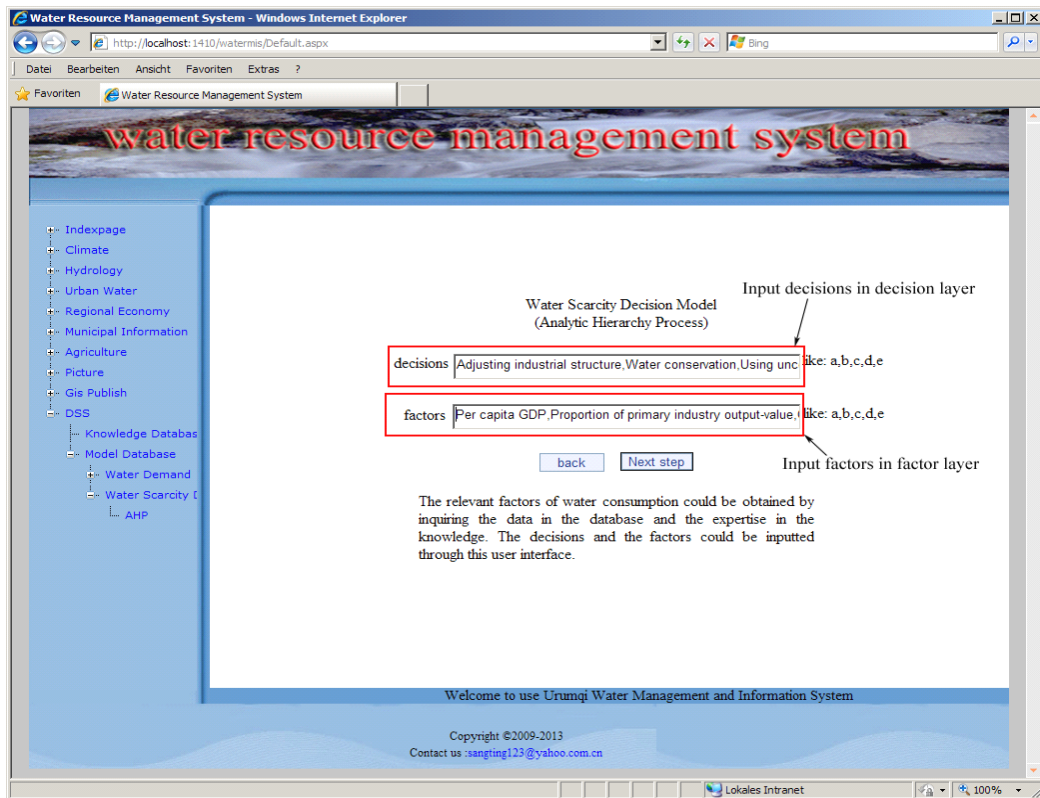 Water Resource Management System - Windows Internet Explorer
http://localhost:1410/watermis/Default.aspx
Bing
Datei Bearbeiten Ansicht Favoriten Extras ?
Favoriten
Water Resource Management System
water resource management system
Indexpage
Climate
Hydrology
Urban Water
Regional Economy
Municipal Information
Agriculture
Picture
Gis Publish
DSS
Knowledge Databas
Model Database
Water Demand
Water Scarcity D
AHP
Input decisions in decision layer
Water Scarcity Decision Model
(Analytic Hierarchy Process)
decisions Adjusting industrial structure,Water conservation,Using unc like: a,b,c,d,e
factors Per capita GDP,Proportion of primary industry output-value, like: a,b,c,d,e
back Next step
Input factors in factor layer
The relevant factors of water consumption could be obtained by
inquiring the data in the database and the expertise in the
knowledge. The decisions and the factors could be inputted
through this user interface.
Welcome to use Urumqi Water Management and Information System
Copyright ©2009-2013
Contact us :sangting123@yahoo.com.cn
Lokales Intranet
100%